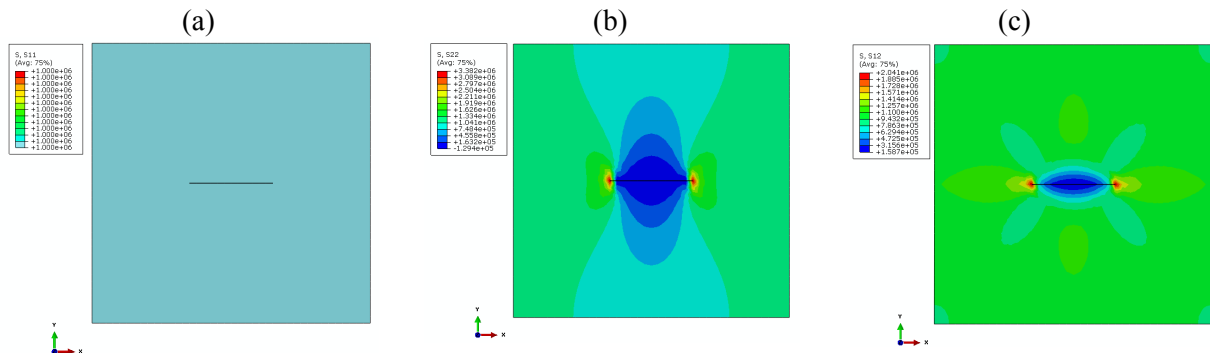 (a)
S, S11
(Avg: 75%)
+1.000e+06
+1.000e+06
+1.000e+06
+1.000e+06
+1.000e+06
+1.000e+06
+1.000e+06
+1.000e+06
+1.000e+06
+1.000e+06
+1.000e+06
+1.000e+06
+1.000e+06
Y
X
(b)
S, S22
(Avg: 75%)
+3.382e+06
+3.089e+06
+2.797e+06
+2.504e+06
+2.211e+06
+1.919e+06
+1.626e+06
+1.334e+06
+1.041e+06
+7.484e+05
+4.558e+05
+1.632e+05
-1.294e+05
Y
X
(c)
S, S12
(Avg: 75%)
+2.041e+06
+1.885e+06
+1.728e+06
+1.571e+06
+1.414e+06
+1.257e+06
+1.100e+06
+9.432e+05
+7.863e+05
+6.294e+05
+4.725e+05
+3.156e+05
+1.587e+05
Y
X